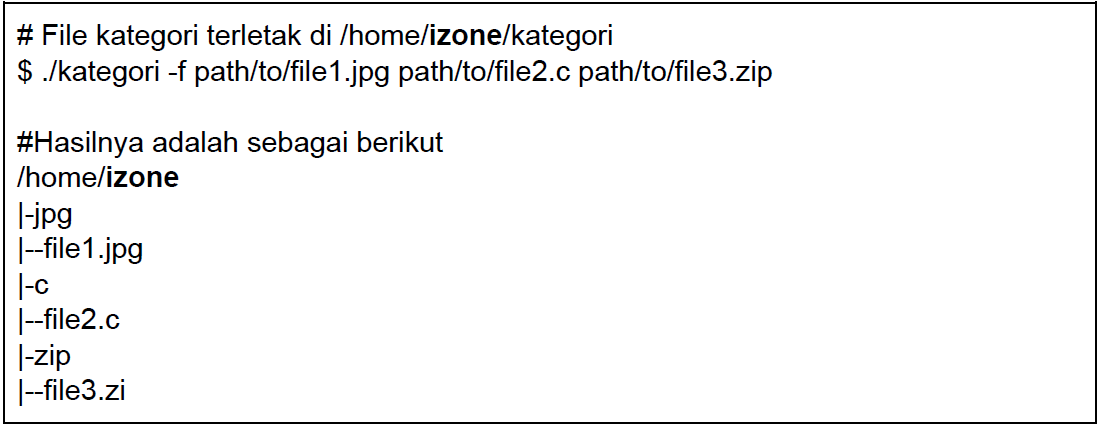 # File kategori terletak di /home/izone/kategori
$ ./kategori -f path/to/file1.jpg path/to/file2.c path/to/file3.zip
#Hasilnya adalah sebagai berikut
/home/izone
|-jpg
|--file1.jpg
|-c
|--file2.c
|-zip
|--file3.zi